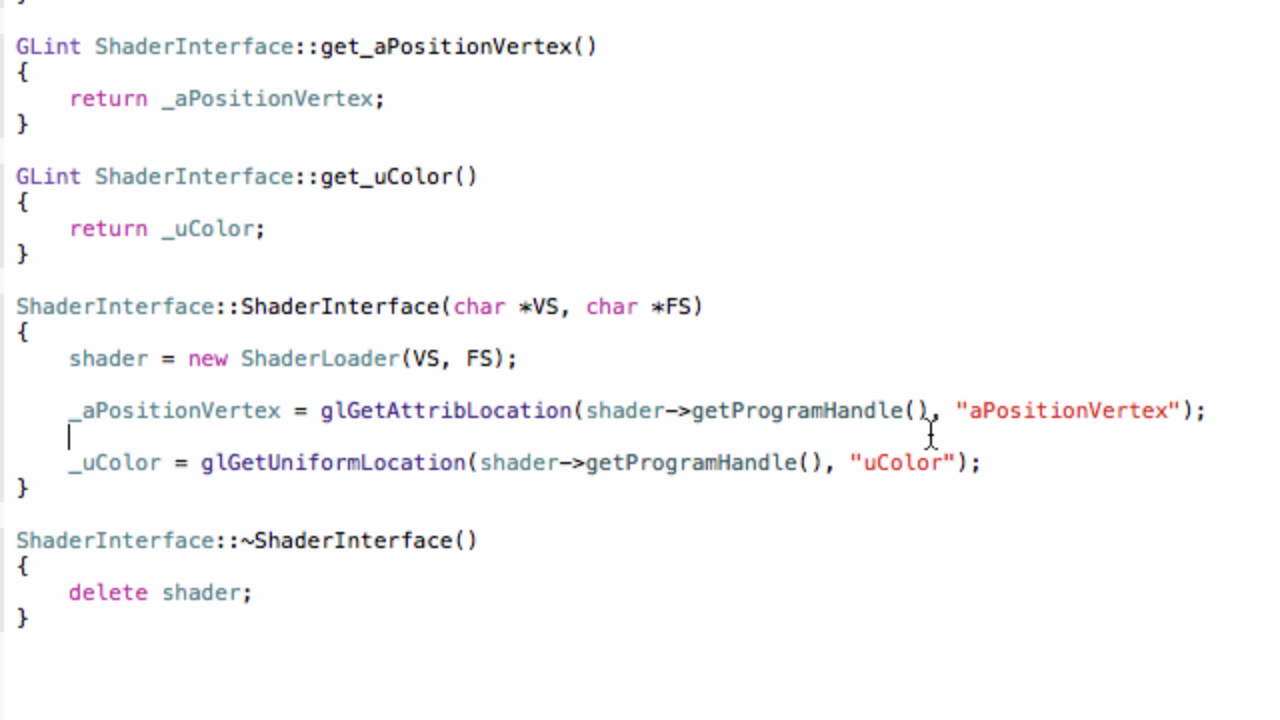 }
GLint ShaderInterface::get_aPositionVertex()
{
    return _aPositionVertex;
}

GLint ShaderInterface::get_uColor()
{
    return _uColor;
}

ShaderInterface::ShaderInterface(char *VS, char *FS)
{
    shader = new ShaderLoader(VS, FS);

    _aPositionVertex = glGetAttribLocation(shader->getProgramHandle(), "aPositionVertex");

    _uColor = glGetUniformLocation(shader->getProgramHandle(), "uColor");
}

ShaderInterface::~ShaderInterface()
{
    delete shader;
}